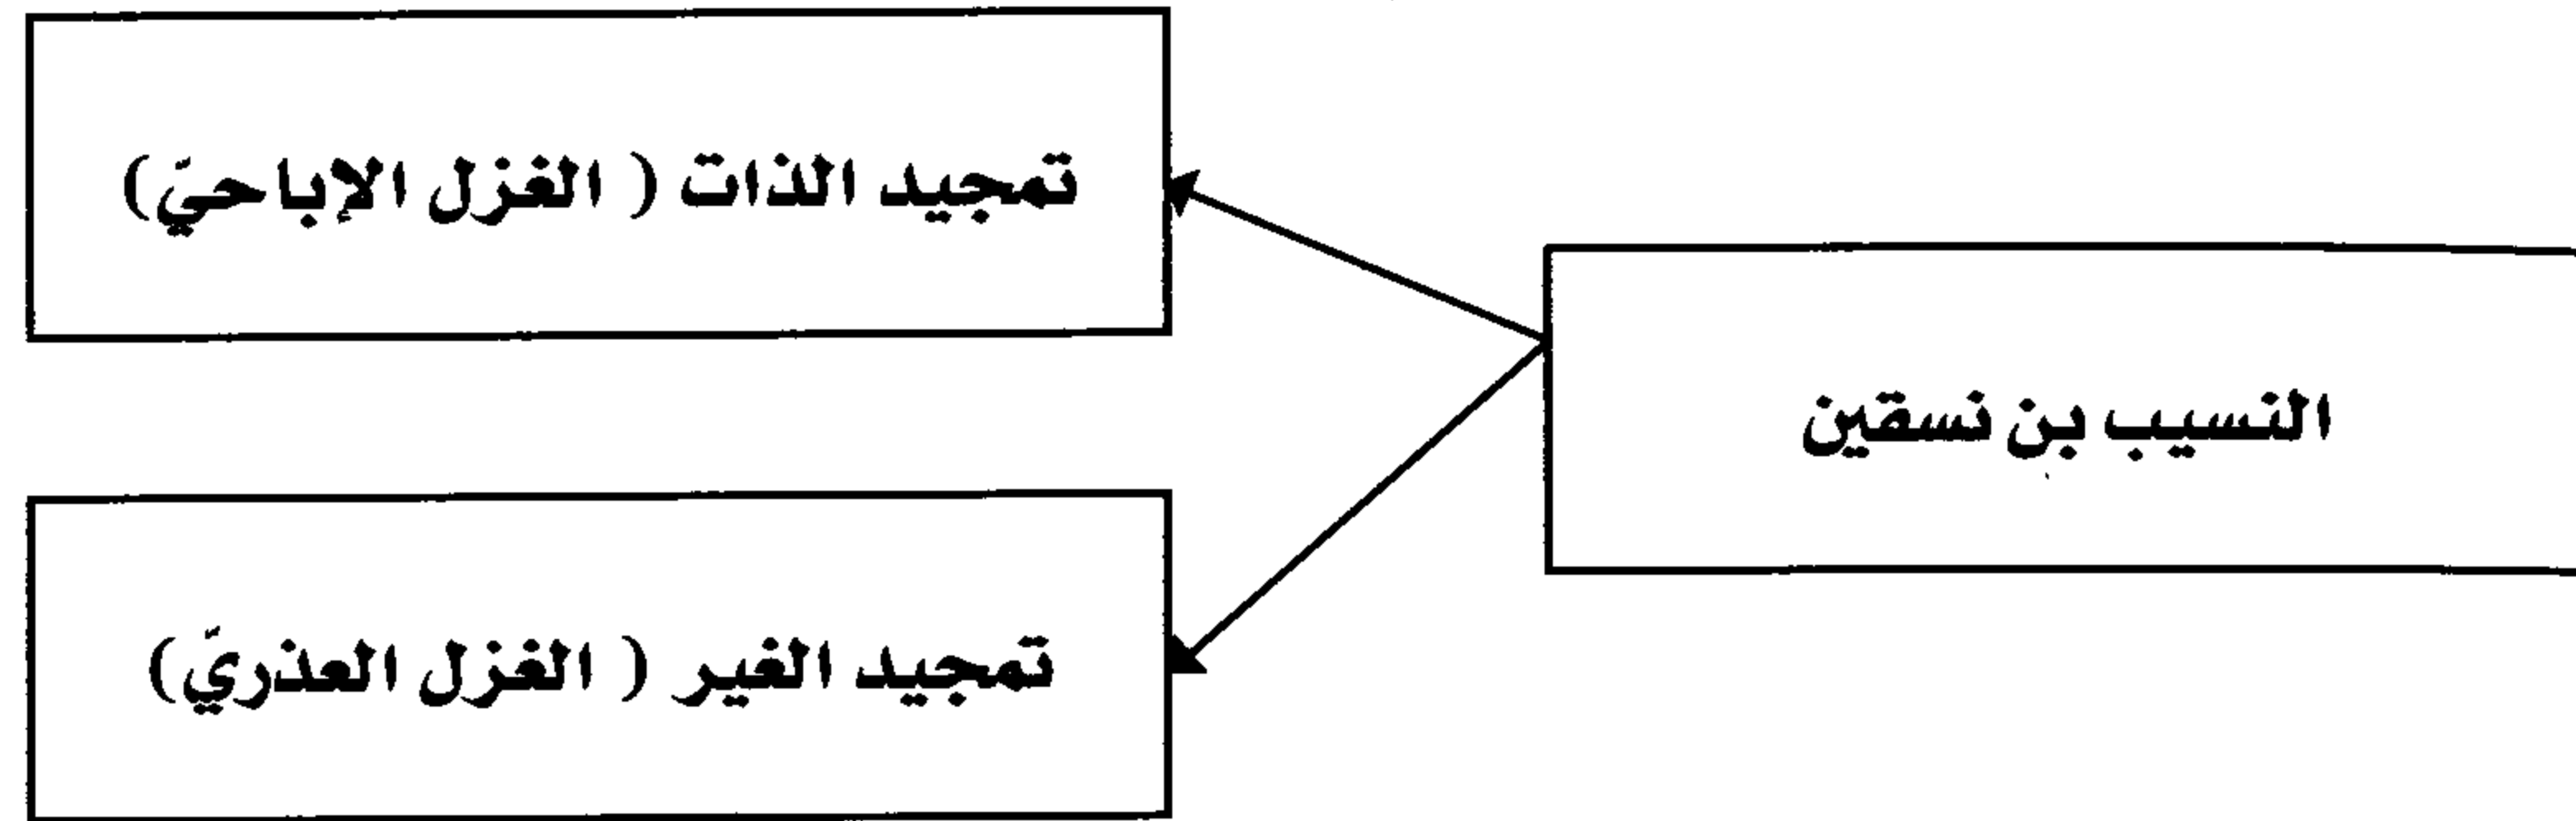 النسيب بن نسقين
تمجيد الذات ( الغزل الإباحيّ)
تمجيد الغير ( الغزل العذريّ)